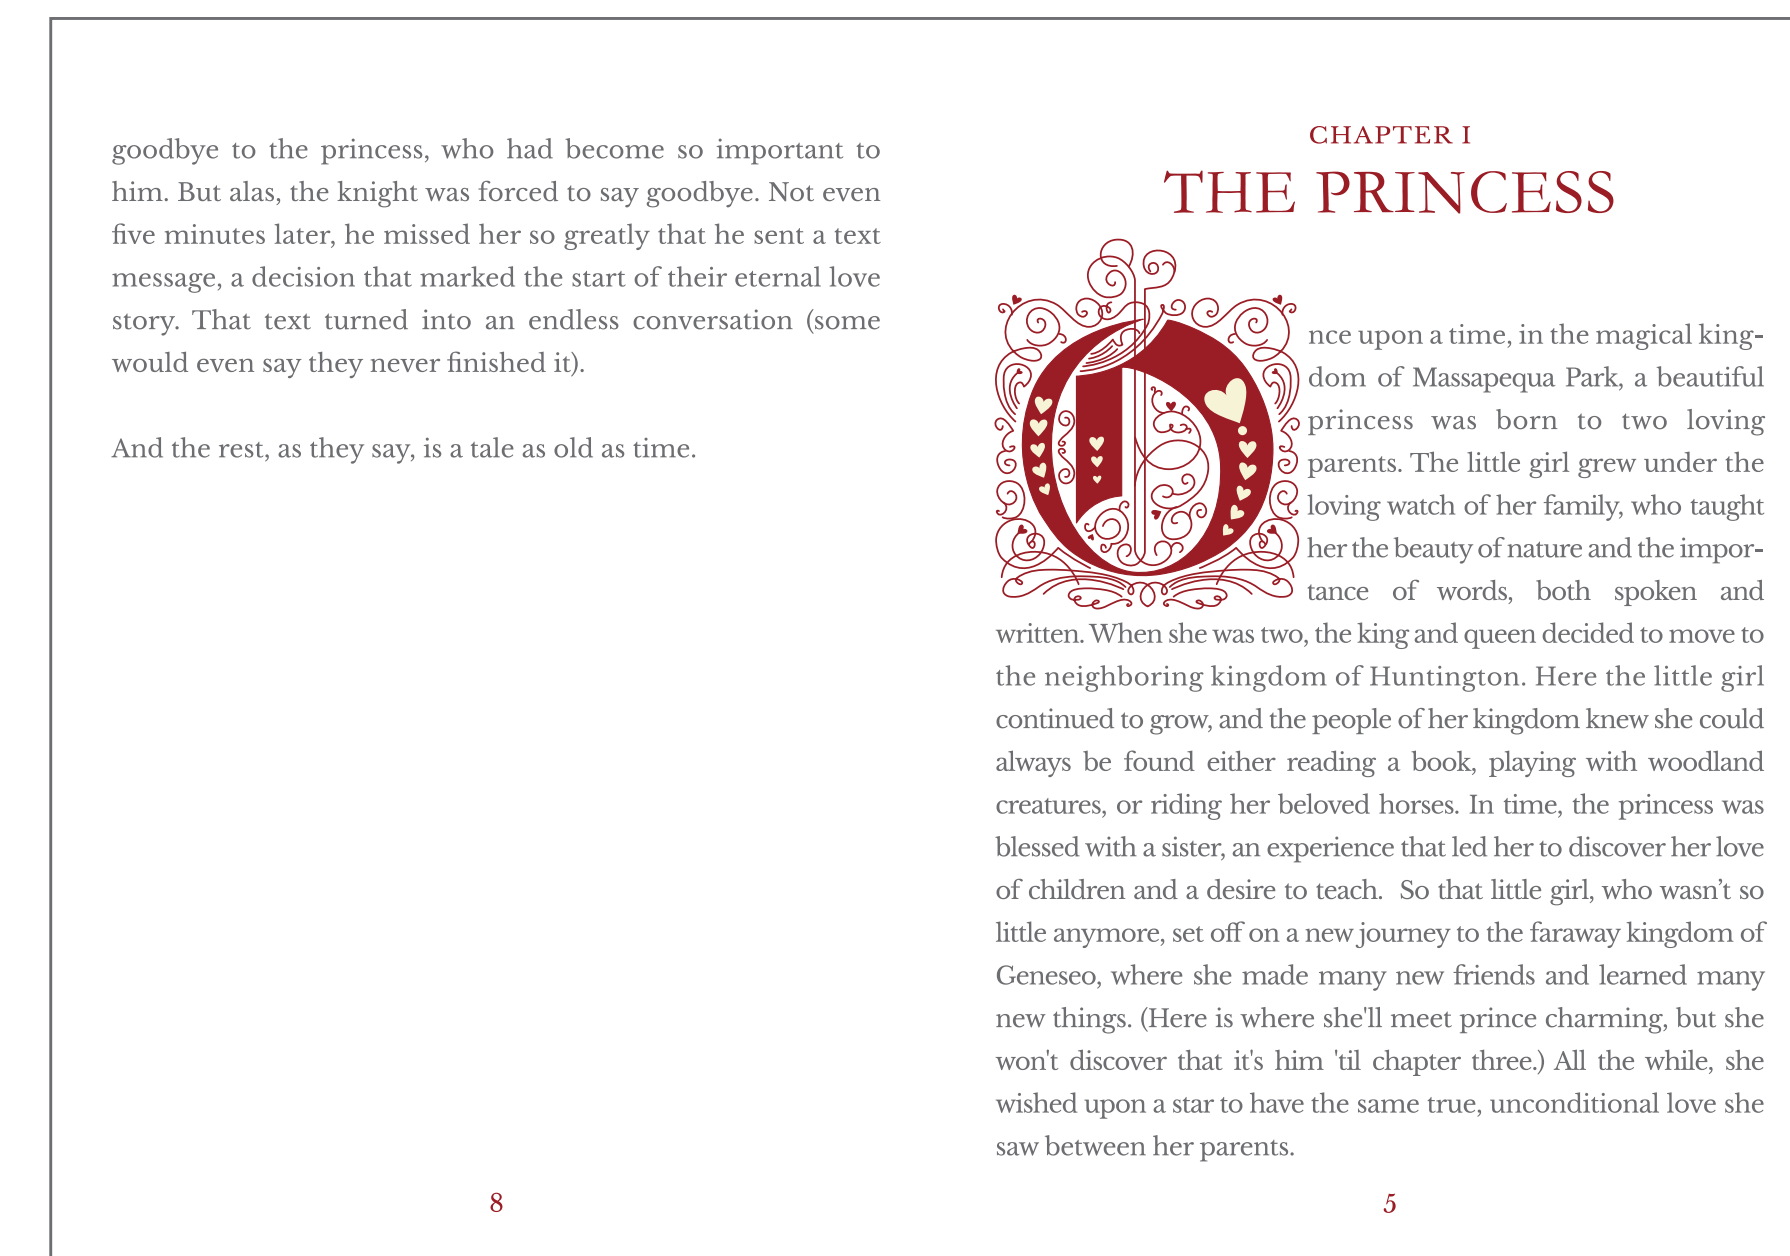 goodbye to the princess, who had become so important to
him. But alas, the knight was forced to say goodbye. Not even
five minutes later, he missed her so greatly that he sent a text
message, a decision that marked the start of their eternal love
story. That text turned into an endless conversation (some
would even say they never finished it).
And the rest, as they say, is a tale as old as time.
8
CHAPTER I
THE PRINCESS
Once upon a time, in the magical king-
dom of Massapequa Park, a beautiful
princess was born to two loving
parents. The little girl grew under the
loving watch of her family, who taught
her the beauty of nature and the impor-
tance of words, both spoken and
written. When she was two, the king and queen decided to move to
the neighboring kingdom of Huntington. Here the little girl
continued to grow, and the people of her kingdom knew she could
always be found either reading a book, playing with woodland
creatures, or riding her beloved horses. In time, the princess was
blessed with a sister, an experience that led her to discover her love
of children and a desire to teach.  So that little girl, who wasn’t so
little anymore, set off on a new journey to the faraway kingdom of
Geneseo, where she made many new friends and learned many
new things. (Here is where she'll meet prince charming, but she
won't discover that it's him 'til chapter three.) All the while, she
wished upon a star to have the same true, unconditional love she
saw between her parents.
5